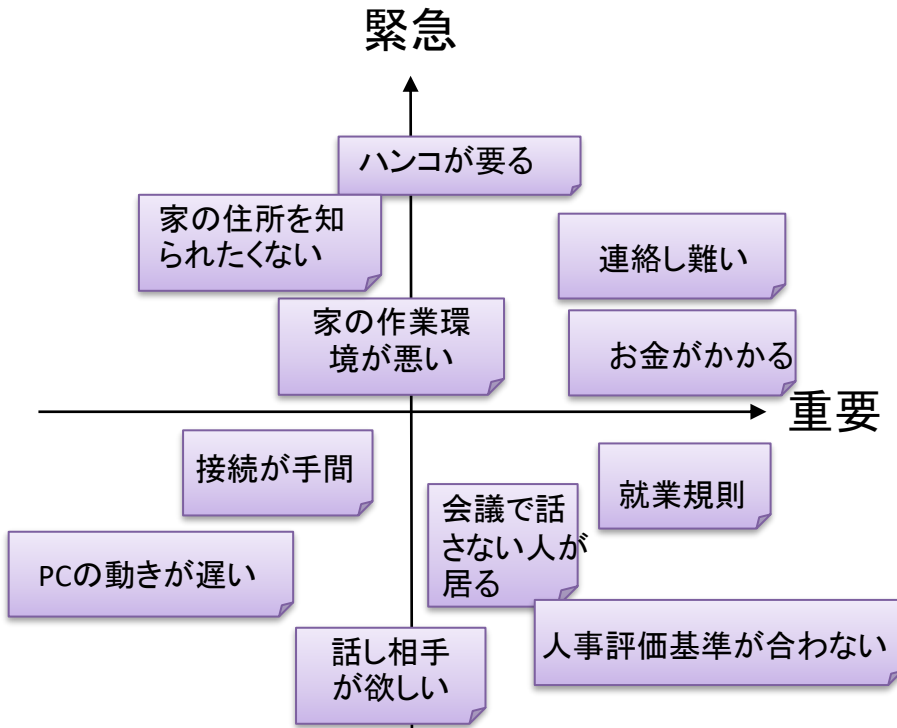 緊急
ハンコが要る
家の住所を知
られたくない
連絡し難い
家の作業環
境が悪い
お金がかかる
重要
接続が手間
就業規則
会議で話
さない人が
居る
PCの動きが遅い
人事評価基準が合わない
話し相手
が欲しい